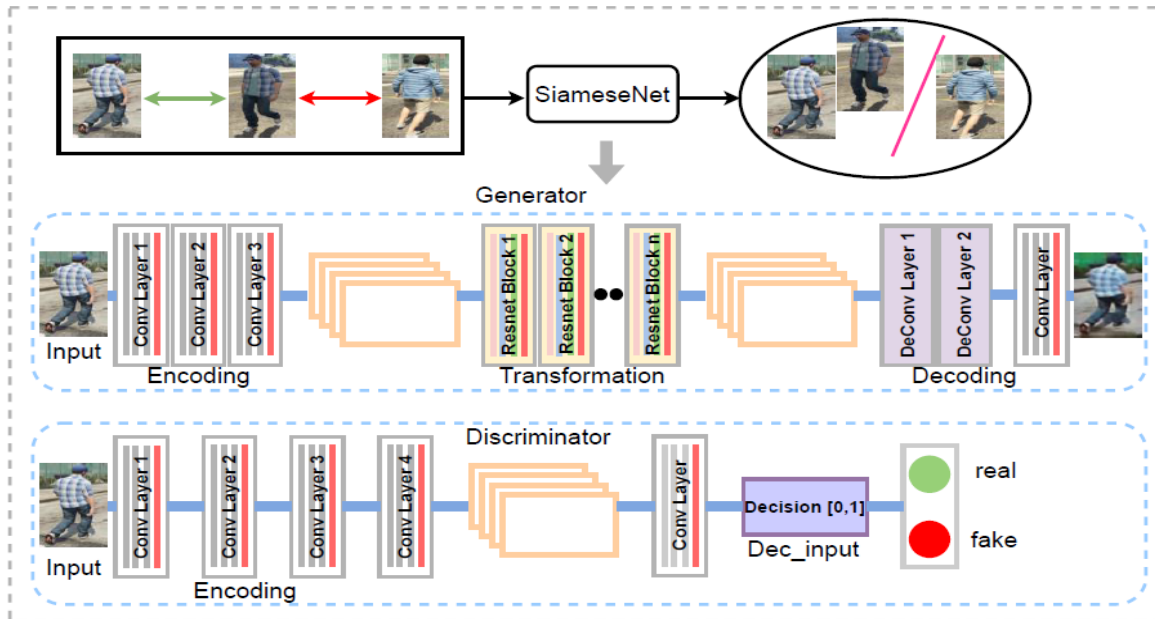 SiameseNet
Generator
Conv Layer 1
Conv Layer 2
Conv Layer 3
Resnet Block 1
Resnet Block 2
Resnet Block n
DeConv Layer 1
DeConv Layer 2
Conv Layer
Input
Encoding
Transformation
Decoding
Discriminator
Conv Layer 1
Conv Layer 2
Conv Layer 3
Conv Layer 4
Conv Layer
Decision [0,1]
real
fake
Dec_input
Input
Encoding